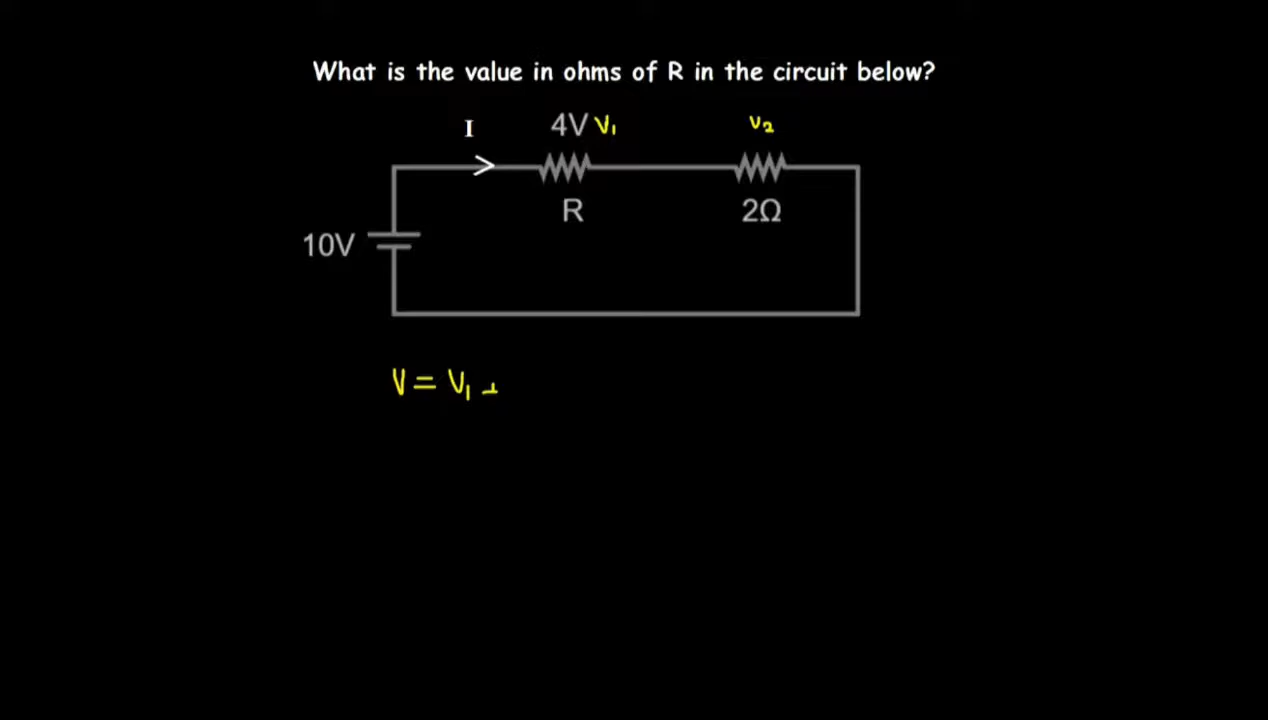 What is the value in ohms of R in the circuit below?
I 4V V₁ V₂
R 2Ω
10V
V = V₁ +